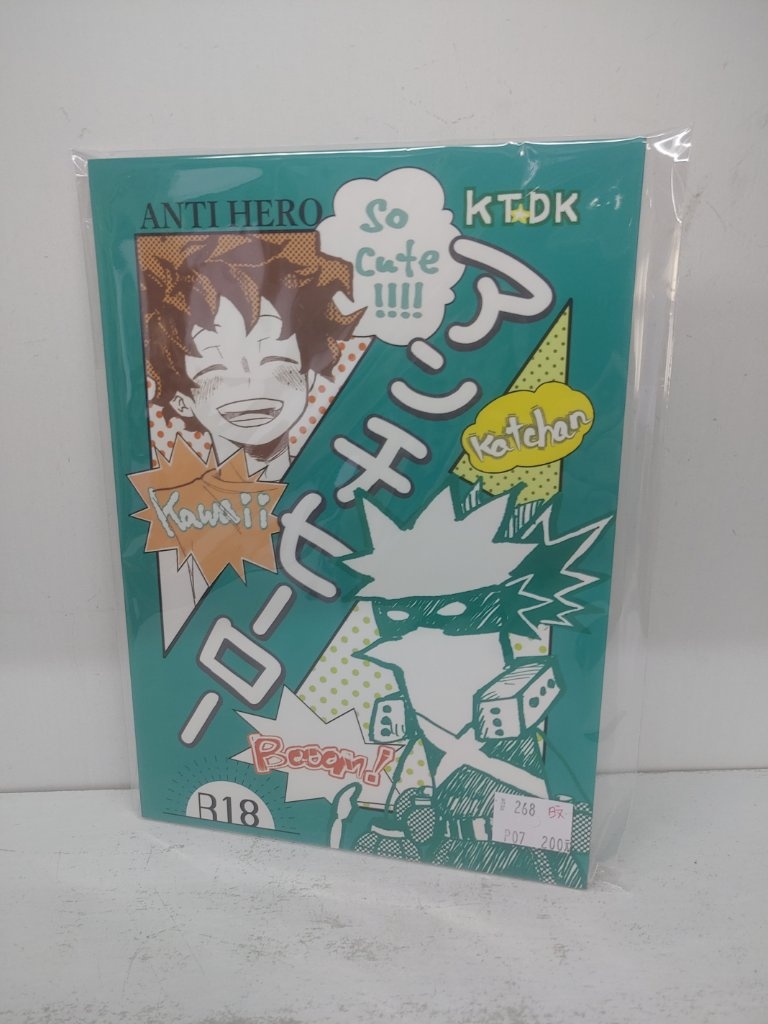 ANTI HERO
So
Cute
!!!!
KT☆DK
アンチヒーロー
Katchan
Kawaii
Booom!
R18
268
P07 200